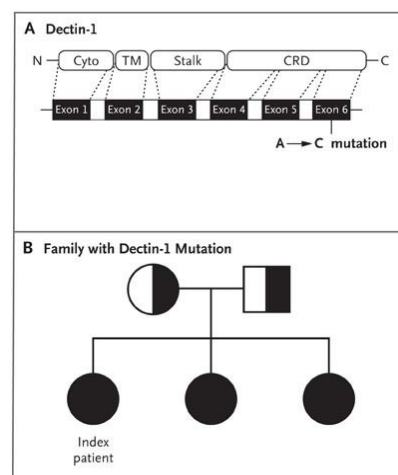 A Dectin-1
N Cyto TM Stalk CRD C
Exon 1 Exon 2 Exon 3 Exon 4 Exon 5 Exon 6
A → C mutation
B Family with Dectin-1 Mutation
Index
patient